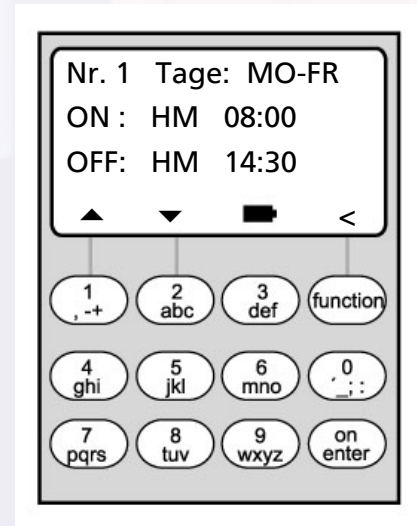 Nr. 1 Tage: MO-FR
ON : HM 08:00
OFF: HM 14:30
<
1 2 3 function
, -+ abc def
4 5 6 0
ghi jkl mno ´_; :
7 8 9 on
pqrs tuv wxyz enter